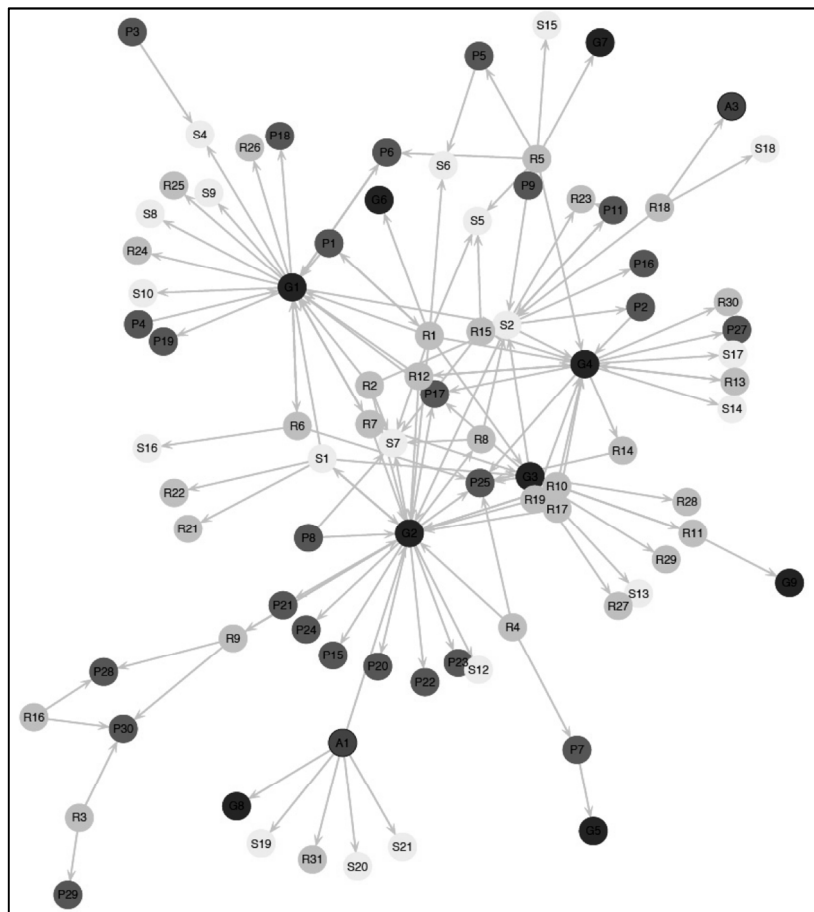 S15
P3
G7
P5
A3
S4
R26
P18
S18
P6
R5
S6
R25
S9
P9
G6
R23
P11
R18
S8
S5
P1
R24
P16
G1
S10
R30
P2
P4
P19
R1
R15
S2
P27
S17
G4
R12
R13
R2
P17
S14
R7
R6
S7
R8
S16
R14
S1
G3
P25
R10
R22
R19
R28
R17
R21
G2
R11
P8
R29
G9
S13
P21
R27
P24
R4
R9
P15
P23
P20
S12
P28
P22
R16
P30
A1
P7
G8
R3
G5
S19
S21
R31
S20
P29